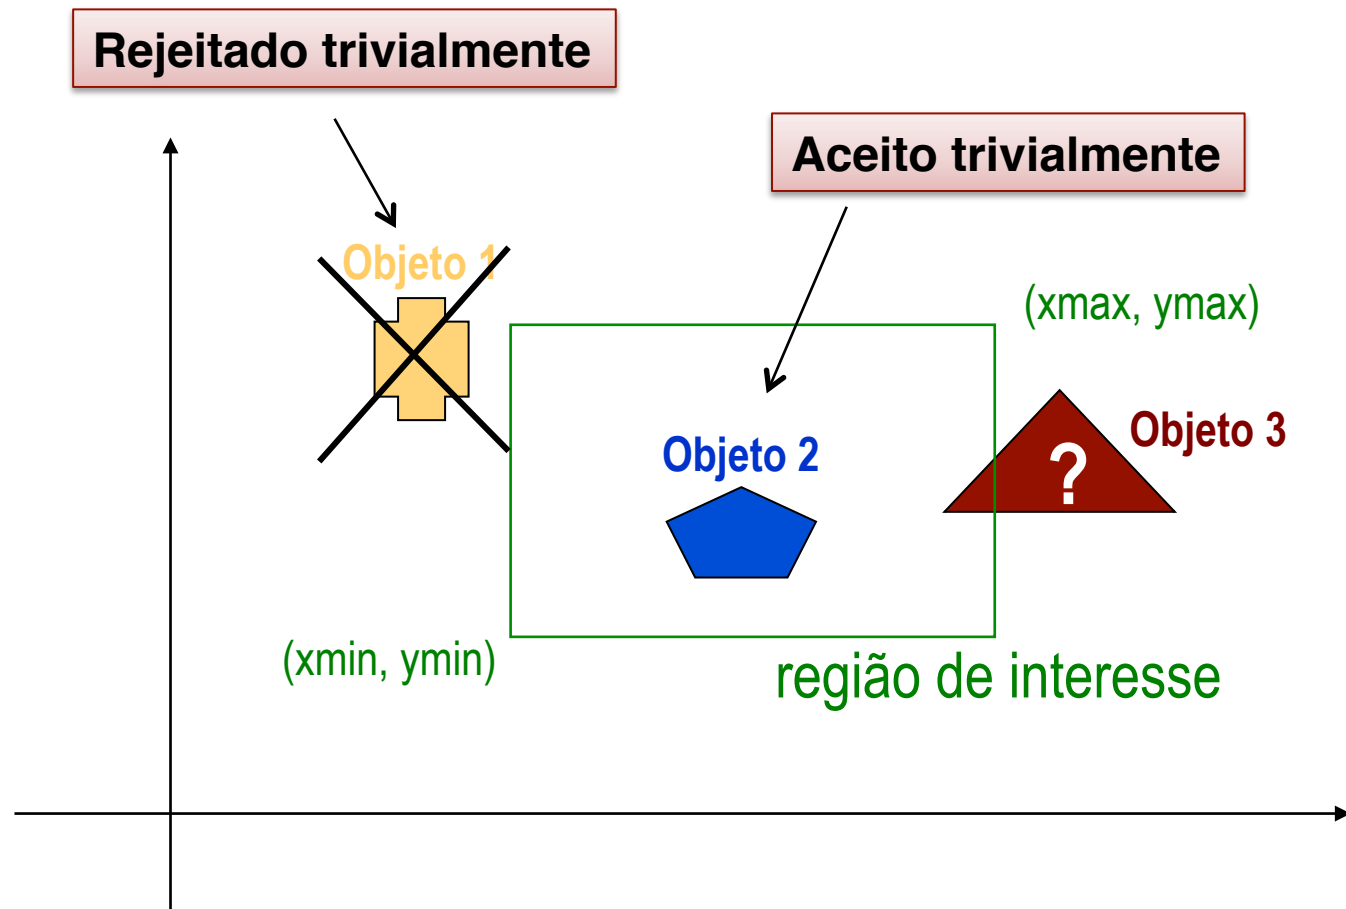 Rejeitado trivialmente
Aceito trivialmente
Objeto 1
(xmax, ymax)
Objeto 2
Objeto 3
?
(xmin, ymin)
região de interesse